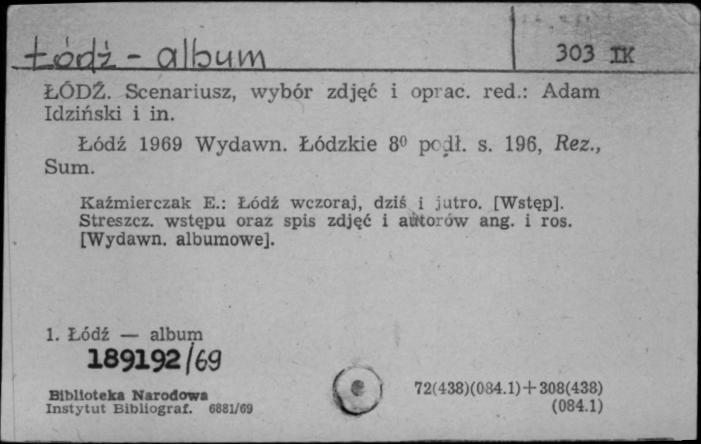 Łódź - album
303 IK
ŁÓDŹ. Scenariusz, wybór zdjęć i oprac. red.: Adam
Idziński i in.
Łódź 1969 Wydawn. Łódzkie 8⁰ podł. s. 196, Rez.,
Sum.
Kaźmierczak E.: Łódź wczoraj, dziś i jutro. [Wstęp].
Streszcz. wstępu oraz spis zdjęć i autorów ang. i ros.
[Wydawn. albumowe].
1. Łódź — album
189192/69
Biblioteka Narodowa
Instytut Bibliograf. 6881/69
72(438)(084.1)+308(438)
(084.1)